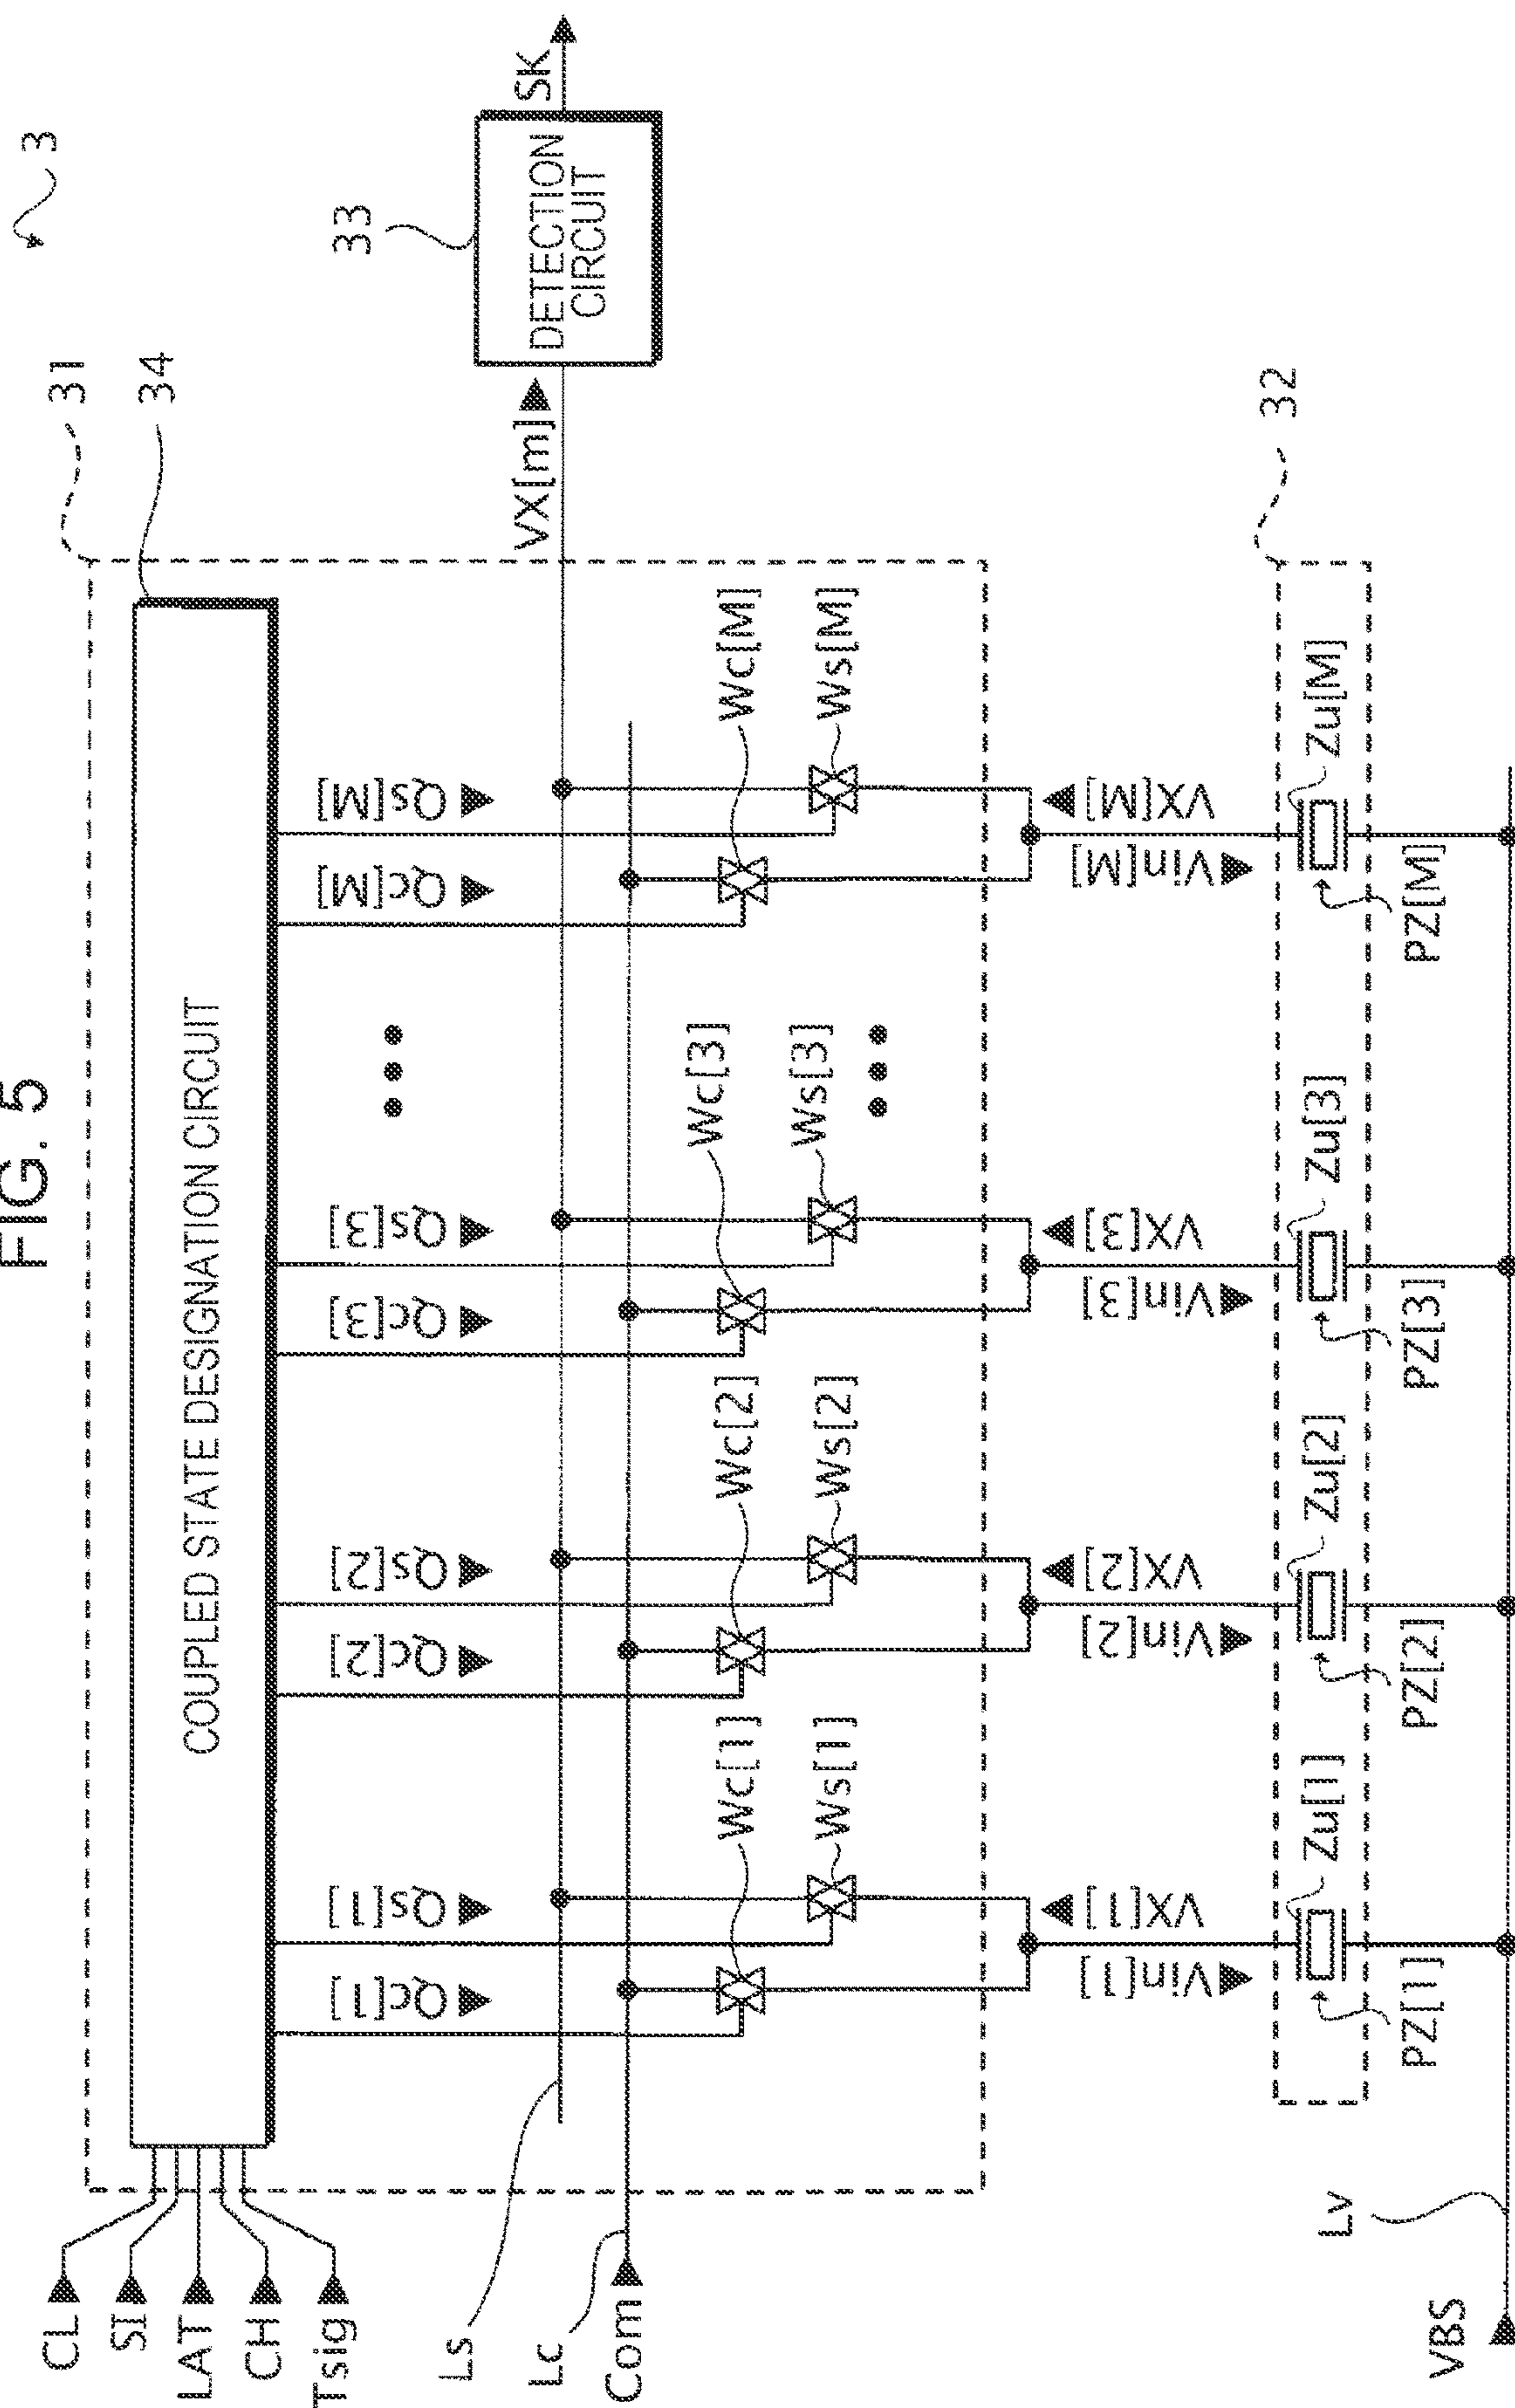 FIG. 5
3
31
34
33
CL
SI
LAT
CH
Tsig
COUPLED STATE DESIGNATION CIRCUIT
Qc[1]
Qs[1]
Qc[2]
Qs[2]
Qc[3]
Qs[3]
Qc[M]
Qs[M]
VX[m]
DETECTION
CIRCUIT
SK
Ls
Lc
Com
Wc[1]
Ws[1]
Wc[2]
Ws[2]
Wc[3]
Ws[3]
Wc[M]
Ws[M]
Vin[1]
VX[1]
Vin[2]
VX[2]
Vin[3]
VX[3]
Vin[M]
VX[M]
32
Zu[1]
Zu[2]
Zu[3]
Zu[M]
PZ[1]
PZ[2]
PZ[3]
PZ[M]
Lv
VBS